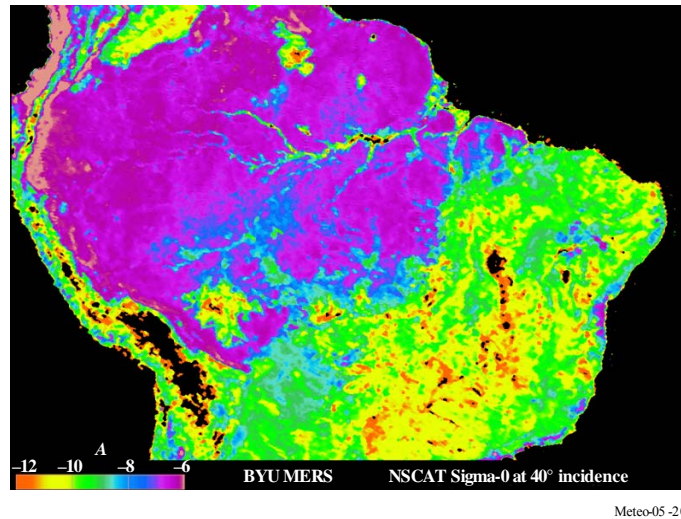 A
–12 –10 –8 –6
BYU MERS NSCAT Sigma-0 at 40° incidence